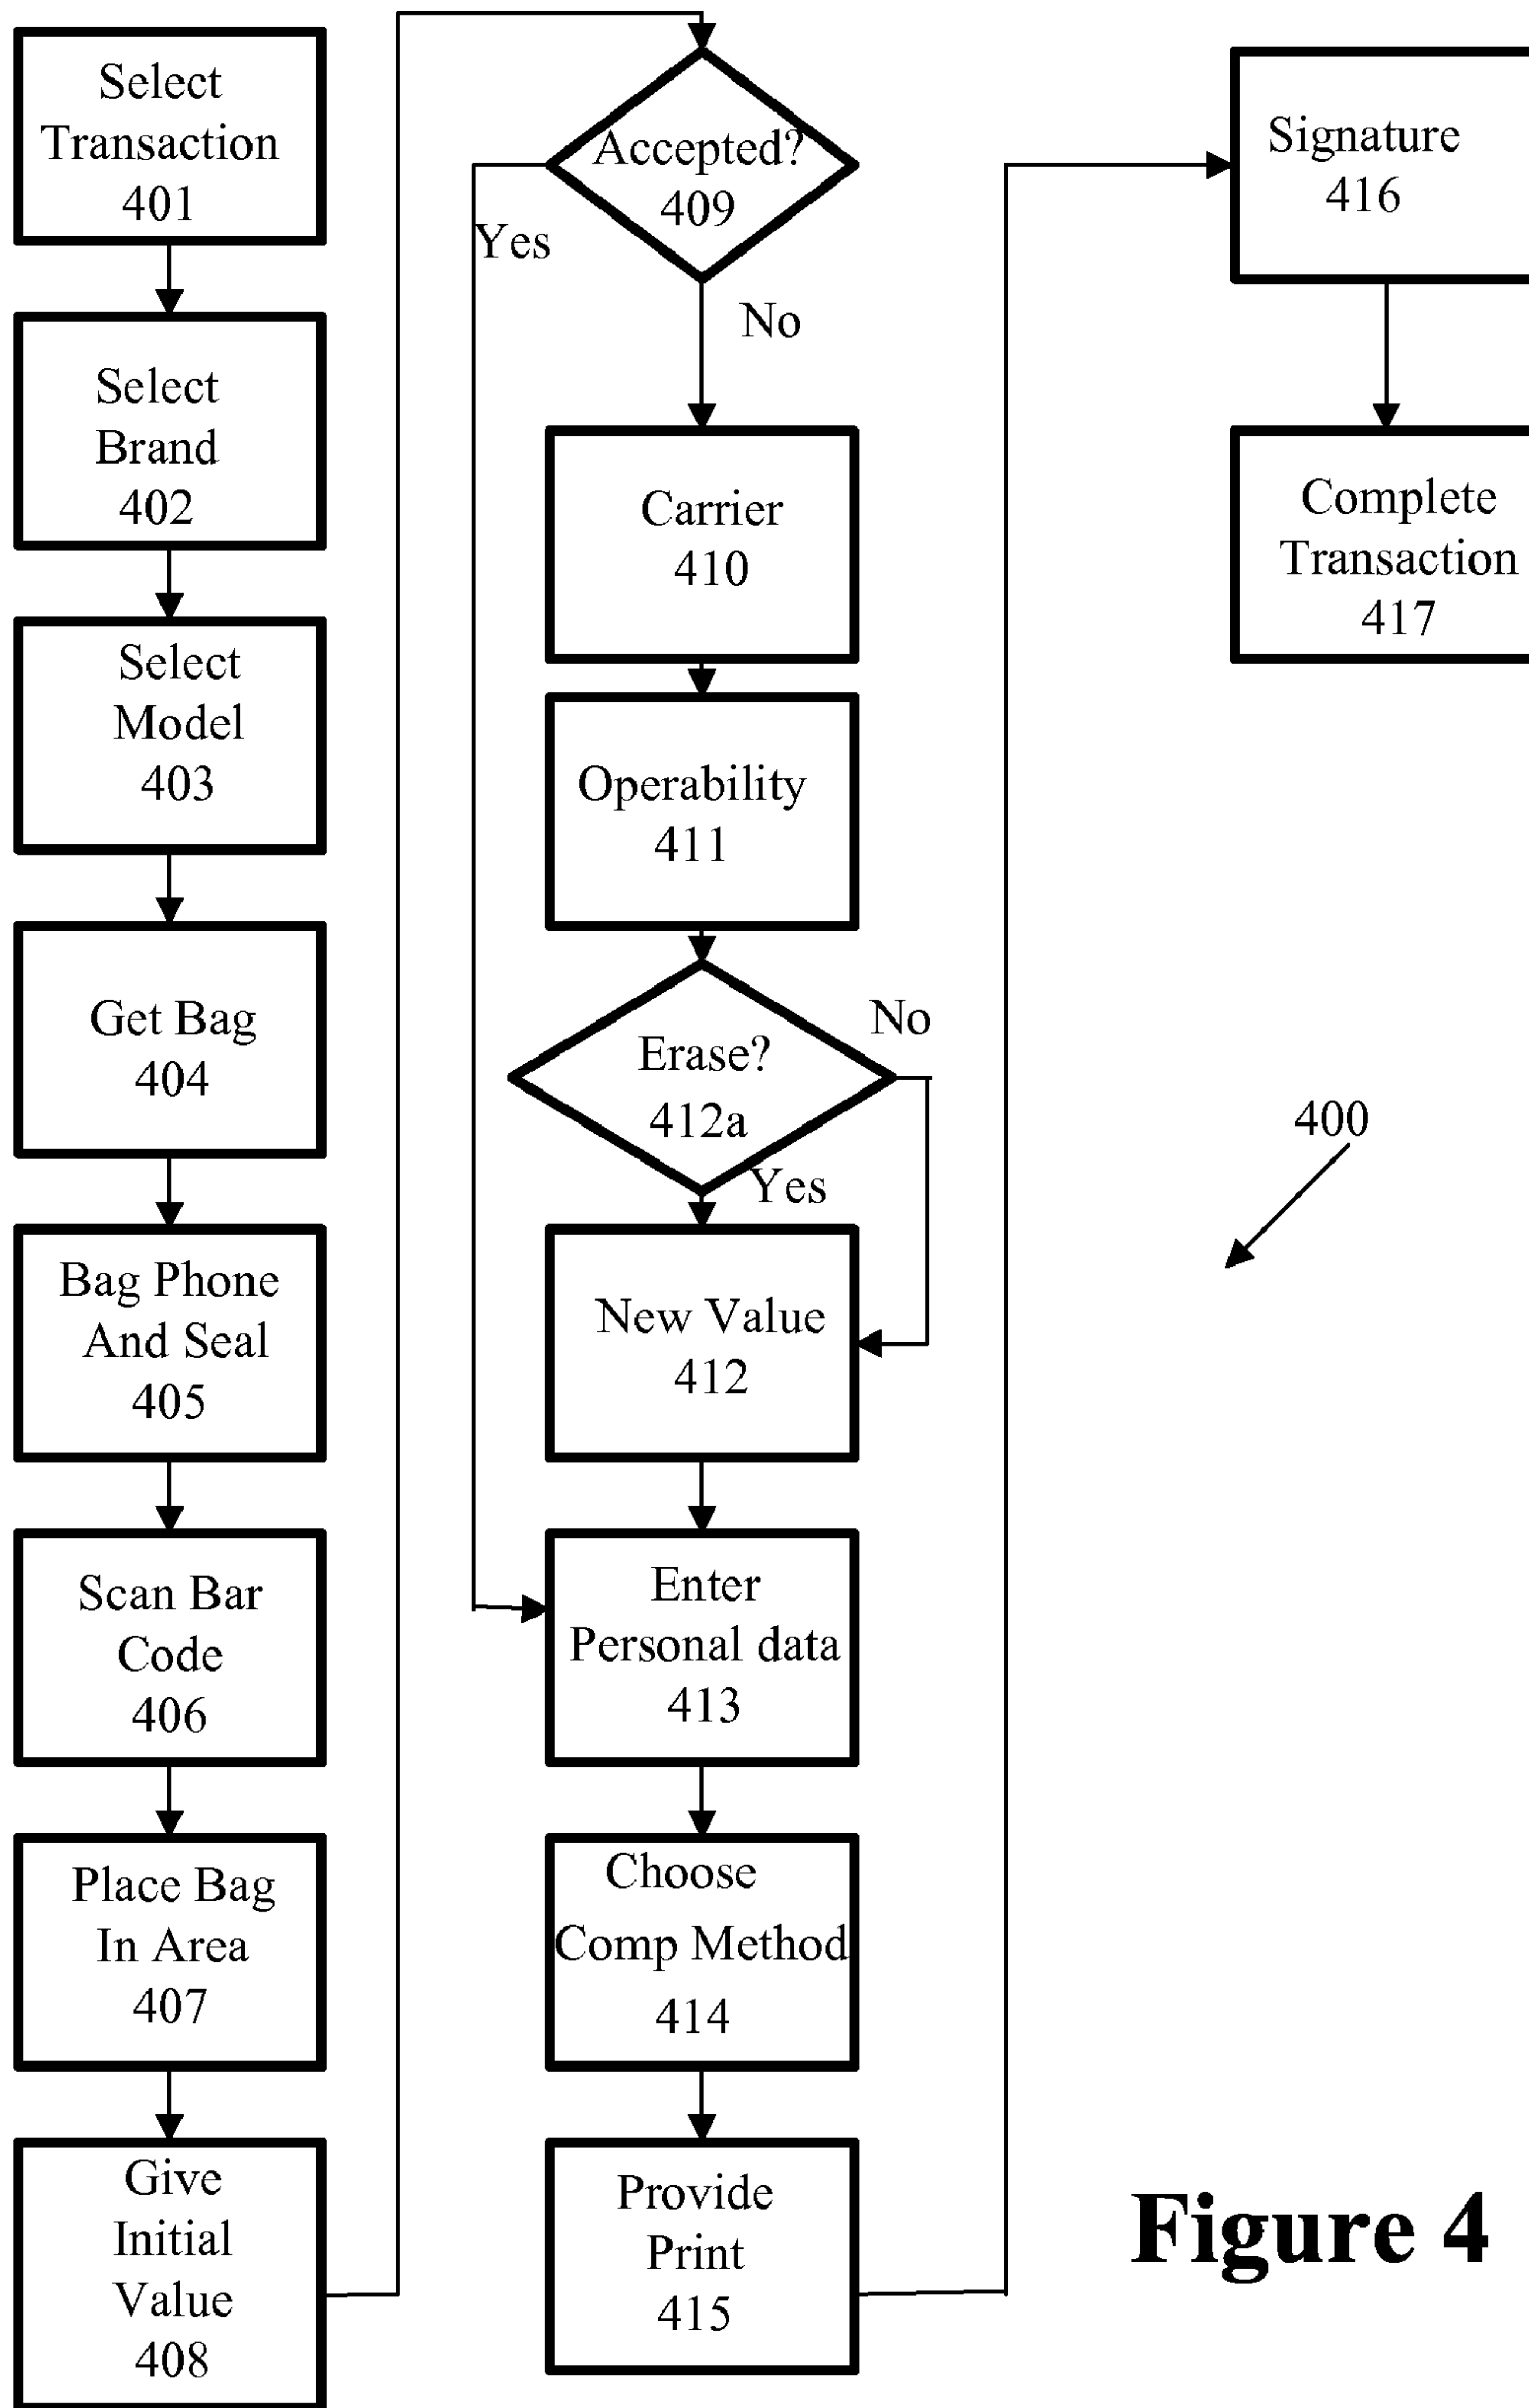 Select
Transaction
401
Select
Brand
402
Select
Model
403
Get Bag
404
Bag Phone
And Seal
405
Scan Bar
Code
406
Place Bag
In Area
407
Give
Initial
Value
408
Accepted?
409
Yes
No
Carrier
410
Operability
411
Erase?
412a
No
Yes
New Value
412
Enter
Personal data
413
Choose
Comp Method
414
Provide
Print
415
Signature
416
Complete
Transaction
417
400
Figure 4